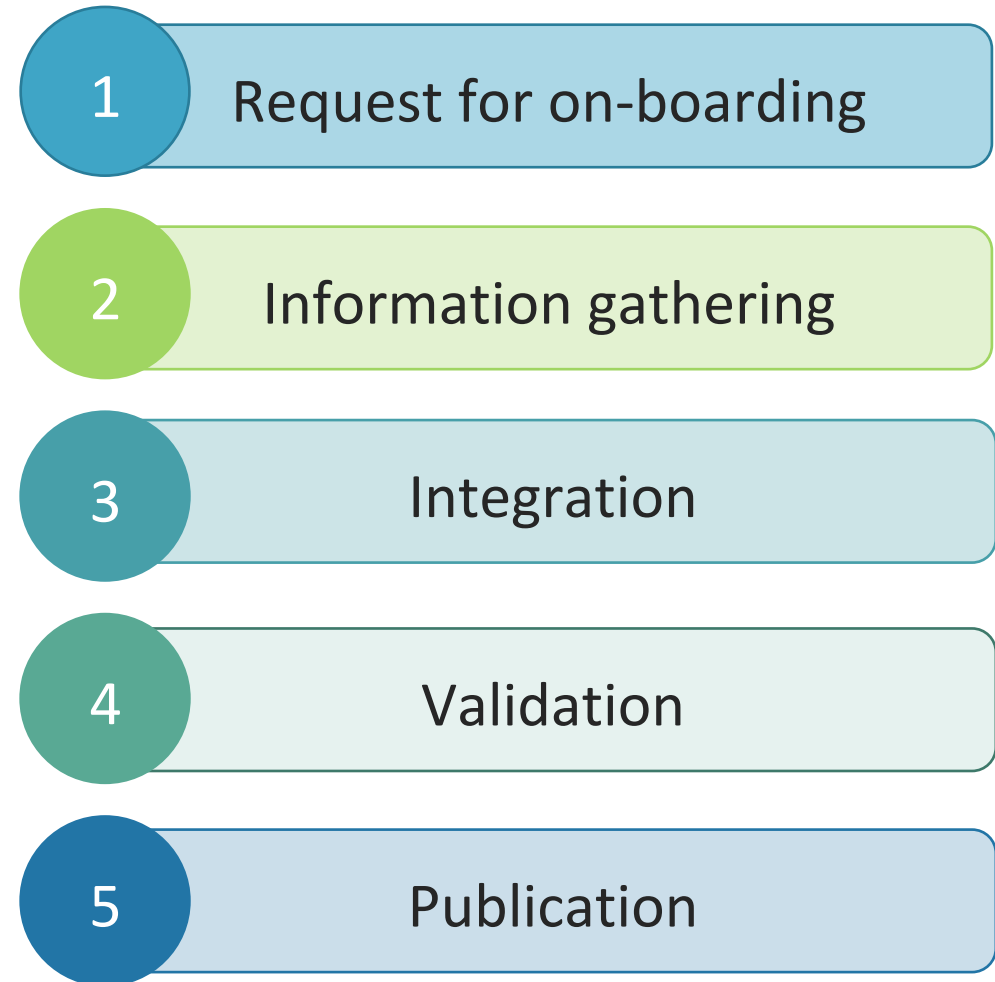 1 Request for on-boarding
2 Information gathering
3 Integration
4 Validation
5 Publication